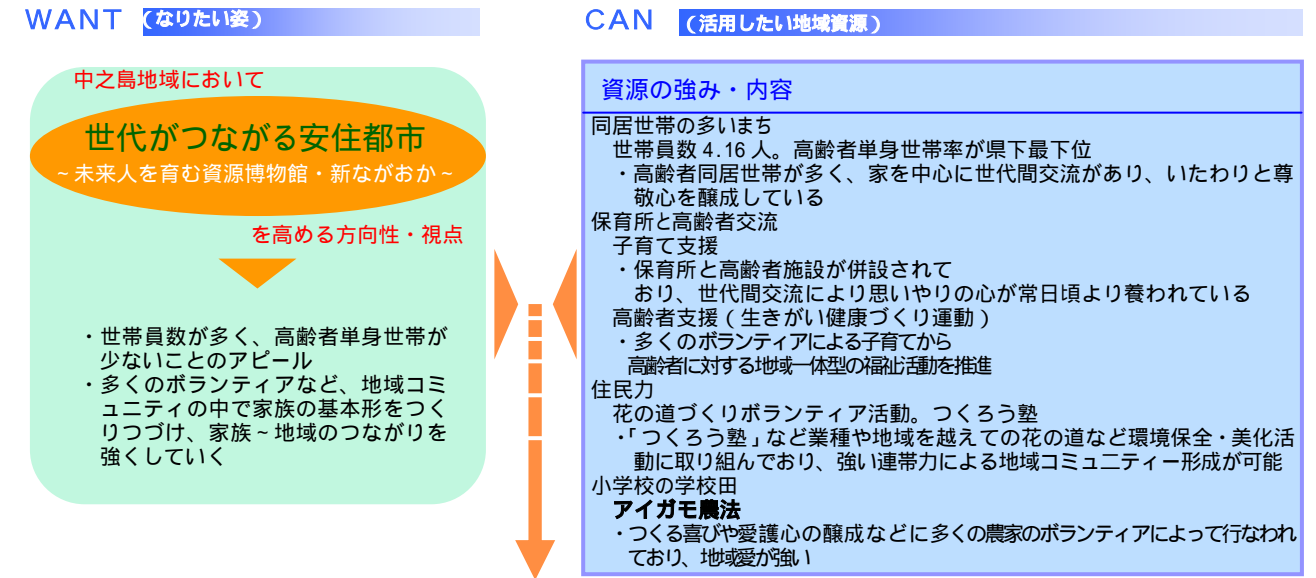 WANT (なりたい姿)
中之島地域において
世代がつながる安住都市
~未来人を育む資源博物館・新ながおか~
を高める方向性・視点
・世帯員数が多く、高齢者単身世帯が
少ないことのアピール
・多くのボランティアなど、地域コミ
ュニティの中で家族の基本形をつく
りつづけ、家族~地域のつながりを
強くしていく
CAN (活用したい地域資源)
資源の強み・内容
同居世帯の多いまち
世帯員数 4.16 人。高齢者単身世帯率が県下最下位
・高齢者同居世帯が多く、家を中心に世代間交流があり、いたわりと尊
敬心を醸成している
保育所と高齢者交流
子育て支援
・保育所と高齢者施設が併設されて
おり、世代間交流により思いやりの心が常日頃より養われている
高齢者支援(生きがい健康づくり運動)
・多くのボランティアによる子育てから
高齢者に対する地域一体型の福祉活動を推進
住民力
花の道づくりボランティア活動。つくろう塾
・「つくろう塾」など業種や地域を越えての花の道など環境保全・美化活
動に取り組んでおり、強い連帯力による地域コミュニティー形成が可能
小学校の学校田
アイガモ農法
・つくる喜びや愛護心の醸成などに多くの農家のボランティアによって行なわれ
ており、地域愛が強い